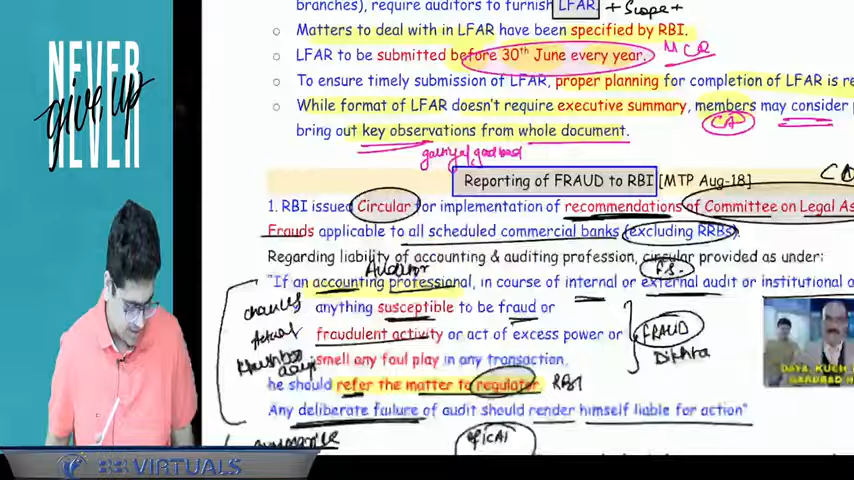 NEVER
give up
NEVER
branches), require auditors to furnish LFAR. + Scope +
Matters to deal with in LFAR have been specified by RBI.
LFAR to be submitted before 30th June every year. MCQ
To ensure timely submission of LFAR, proper planning for completion of LFAR is re
While format of LFAR doesn't require executive summary, members may consider
CA
bring out key observations from whole document.
Reporting of FRAUD to RBI [MTP Aug-18]
1. RBI issued Circular for implementation of recommendations of Committee on Legal As
Frauds applicable to all scheduled commercial banks (excluding RRBs).
Regarding liability of accounting & auditing profession, circular provided as under:
Auditor
F.S.
"If an accounting professional, in course of internal or external audit or institutional a
chances
anything susceptible to be fraud or
Actual
fraudulent activity or act of excess power or
FRAUD
Dikhta
smell any foul play in any transaction,
he should refer the matter to regulator. RBI
Any deliberate failure of audit should render himself liable for action"
of ICAI
DAYA, KUCH
GARDBAD H
VIRTUALS